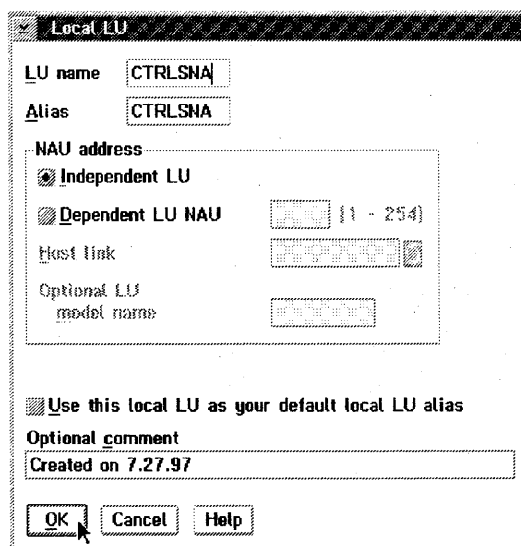 Local LU
LU name CTRLSNA
Alias CTRLSNA
NAU address
Independent LU
Dependent LU NAU (1 - 254)
Host link
Optional LU
model name
Use this local LU as your default local LU alias
Optional comment
Created on 7.27.97
OK Cancel Help